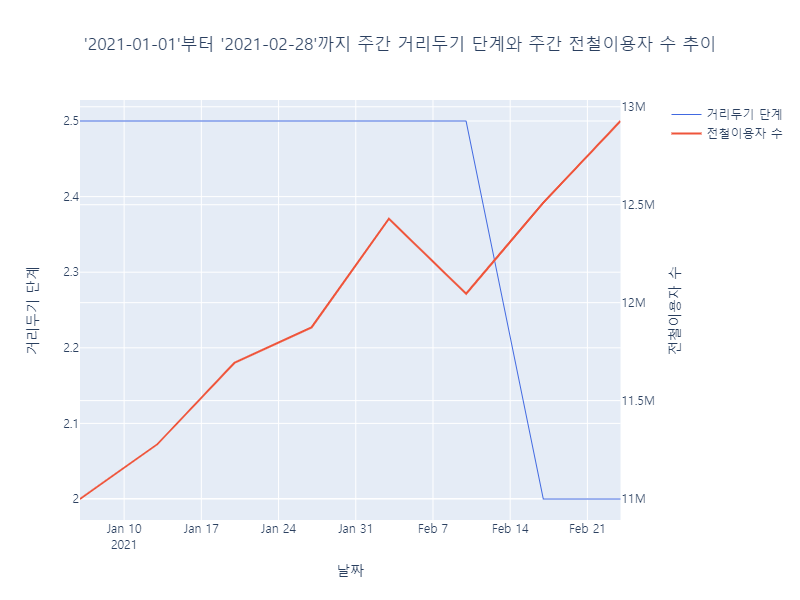 '2021-01-01'부터 '2021-02-28'까지 주간 거리두기 단계와 주간 전철이용자 수 추이
거리두기 단계
전철이용자 수
2.5
2.4
2.3
2.2
2.1
2
거리두기 단계
13M
12.5M
12M
11.5M
11M
전철이용자 수
Jan 10
2021
Jan 17
Jan 24
Jan 31
Feb 7
Feb 14
Feb 21
날짜